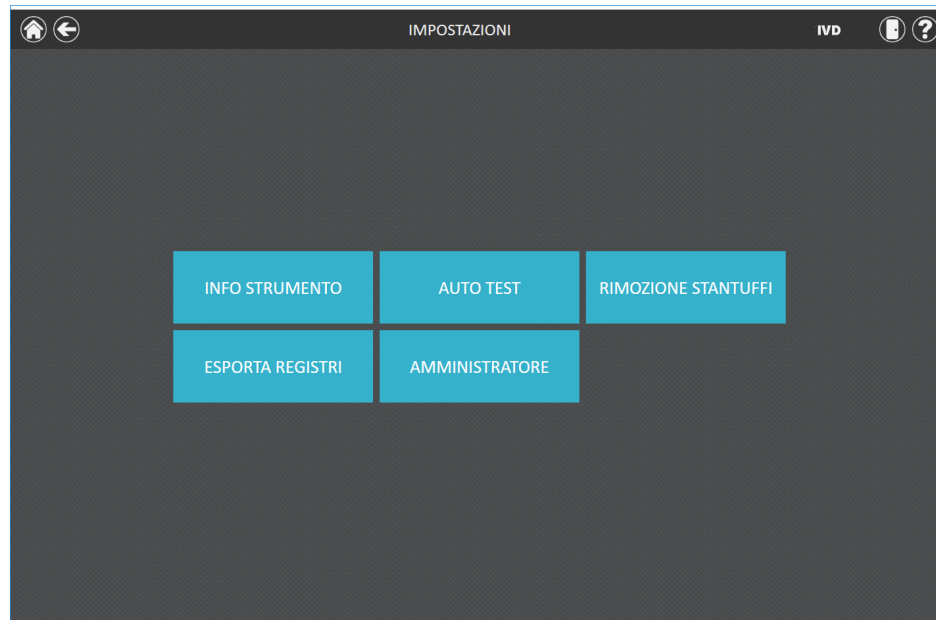 IMPOSTAZIONI
IVD
?
INFO STRUMENTO
AUTO TEST
RIMOZIONE STANTUFFI
ESPORTA REGISTRI
AMMINISTRATORE